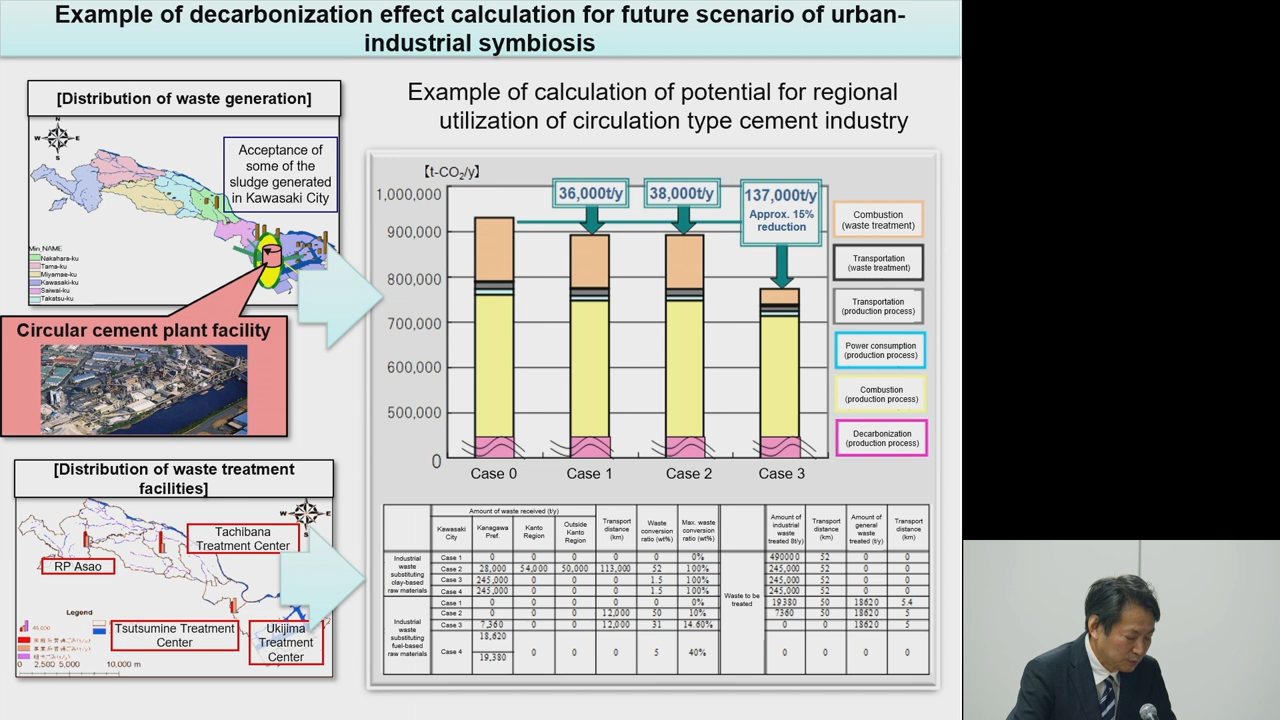 Example of decarbonization effect calculation for future scenario of urban-
industrial symbiosis
[Distribution of waste generation]
N
W
E
S
Acceptance of
some of the
sludge generated
in Kawasaki City
Min_NAME
Nakahara-ku
Tama-ku
Miyamae-ku
Kawasaki-ku
Saiwai-ku
Takatsu-ku
Circular cement plant facility
[Distribution of waste treatment
facilities]
W
E
Tachibana
Treatment Center
RP Asao
Legend
Tsutsumine Treatment
Center
Ukijima
Treatment
Center
0 2,500 5,000 10,000 m
Example of calculation of potential for regional
utilization of circulation type cement industry
【t-CO₂/y】
1,000,000
900,000
800,000
700,000
600,000
500,000
0
36,000t/y
38,000t/y
137,000t/y
Approx. 15%
reduction
Case 0
Case 1
Case 2
Case 3
Combustion
(waste treatment)
Transportation
(waste treatment)
Transportation
(production process)
Power consumption
(production process)
Combustion
(production process)
Decarbonization
(production process)
Amount of waste received (t/y)
Kawasaki City
Kanagawa Pref.
Kanto Region
Outside Kanto Region
Transport distance (km)
Waste conversion ratio (wt%)
Max. waste conversion ratio (wt%)
Amount of industrial waste treated 8t/y)
Transport distance (km)
Amount of general waste treated (t/y)
Transport distance (km)
Industrial waste substituting clay-based raw materials
Case 1 0 0 0 0 0 0% 490000 52 0 0
Case 2 28,000 54,000 50,000 113,000 52 100% 245,000 52 0 0
Case 3 245,000 0 0 0 1.5 100% 245,000 52 0 0
Case 4 245,000 0 0 0 1.5 100% 245,000 52 0 0
Waste to be treated
Industrial waste substituting fuel-based raw materials
Case 1 0 0 0 0 0 0% 19380 50 18620 5.4
Case 2 0 0 0 12,000 50 10% 7360 50 18620 5
Case 3 7,360 0 0 12,000 31 14.60% 0 0 18620 5
Case 4 18,620 19,380 0 0 0 5 40% 0 0 0 0